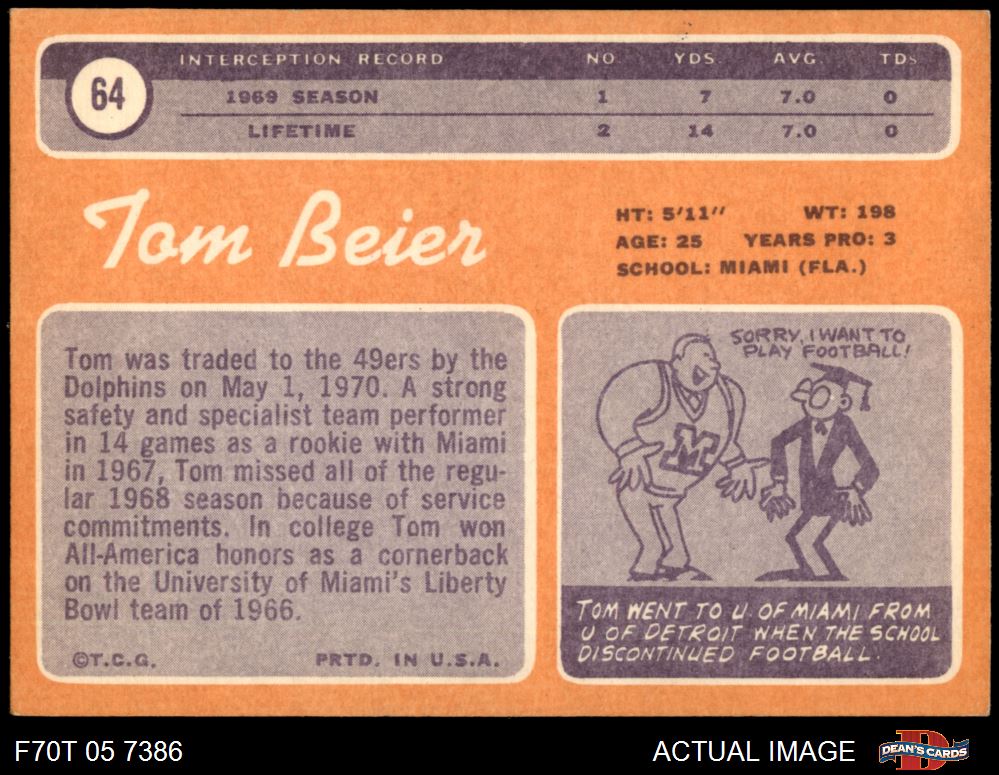 64
INTERCEPTION RECORD NO. YDS. AVG. TDs
1969 SEASON 1 7 7.0 0
LIFETIME 2 14 7.0 0
Tom Beier
HT: 5'11" WT: 198
AGE: 25 YEARS PRO: 3
SCHOOL: MIAMI (FLA.)
Tom was traded to the 49ers by the
Dolphins on May 1, 1970. A strong
safety and specialist team performer
in 14 games as a rookie with Miami
in 1967, Tom missed all of the regu-
lar 1968 season because of service
commitments. In college Tom won
All-America honors as a cornerback
on the University of Miami's Liberty
Bowl team of 1966.
©T.C.G. PRTD. IN U.S.A.
SORRY, I WANT TO
PLAY FOOTBALL!
M
TOM WENT TO U OF MIAMI FROM
U OF DETROIT WHEN THE SCHOOL
DISCONTINUED FOOTBALL.
F70T 05 7386
ACTUAL IMAGE
D
DEAN'S CARDS